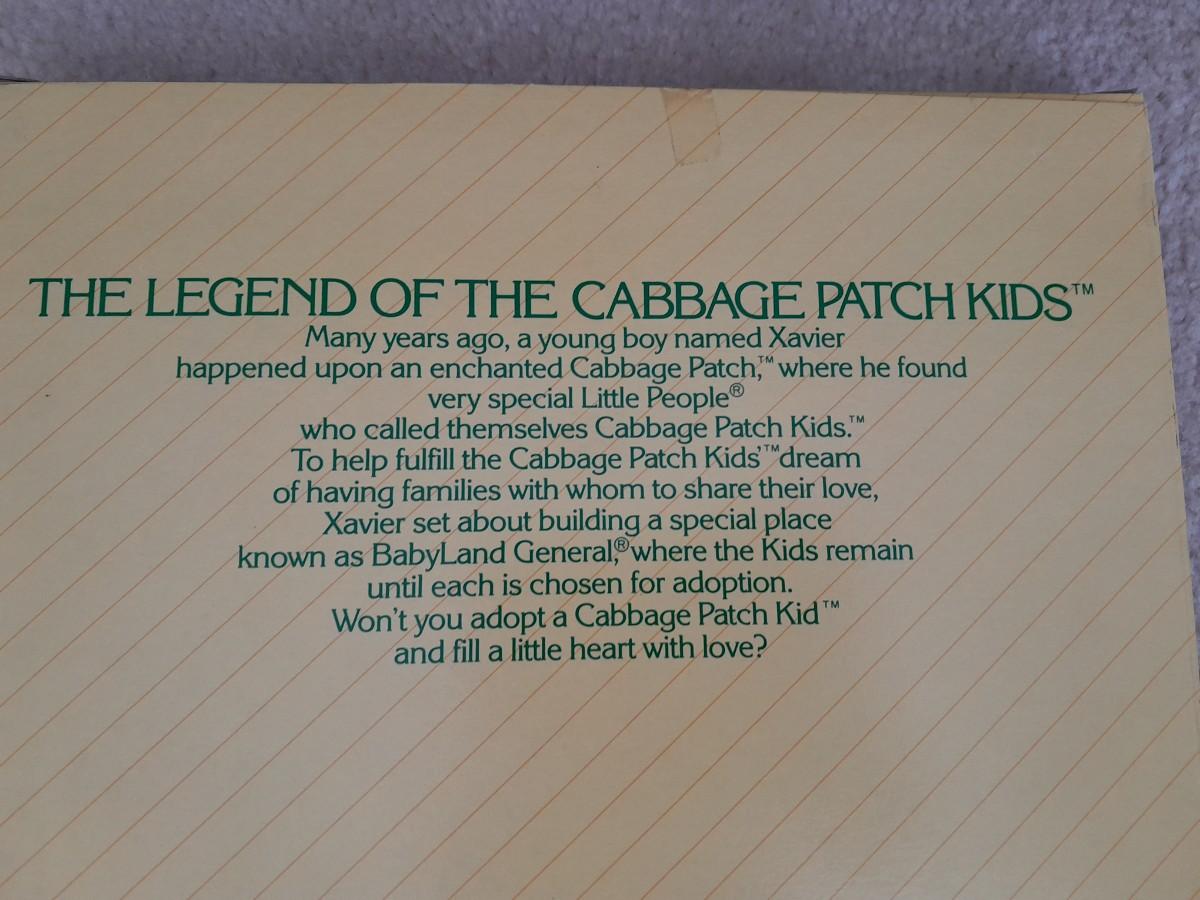 THE LEGEND OF THE CABBAGE PATCH KIDS™
Many years ago, a young boy named Xavier
happened upon an enchanted Cabbage Patch,™ where he found
very special Little People®
who called themselves Cabbage Patch Kids.™
To help fulfill the Cabbage Patch Kids'™ dream
of having families with whom to share their love,
Xavier set about building a special place
known as BabyLand General,® where the Kids remain
until each is chosen for adoption.
Won't you adopt a Cabbage Patch Kid™
and fill a little heart with love?